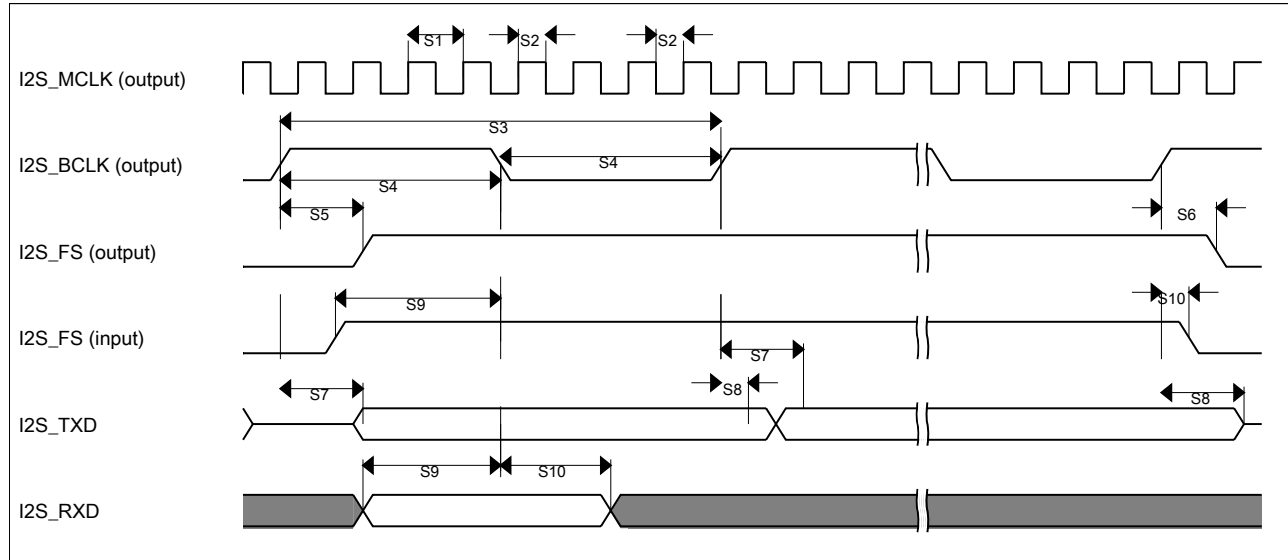 S1 S2 S2
I2S_MCLK (output)
S3
I2S_BCLK (output)
S4
S4
S5 S6
I2S_FS (output)
S9 S10
I2S_FS (input)
S7
S7 S8 S8
I2S_TXD
S9 S10
I2S_RXD